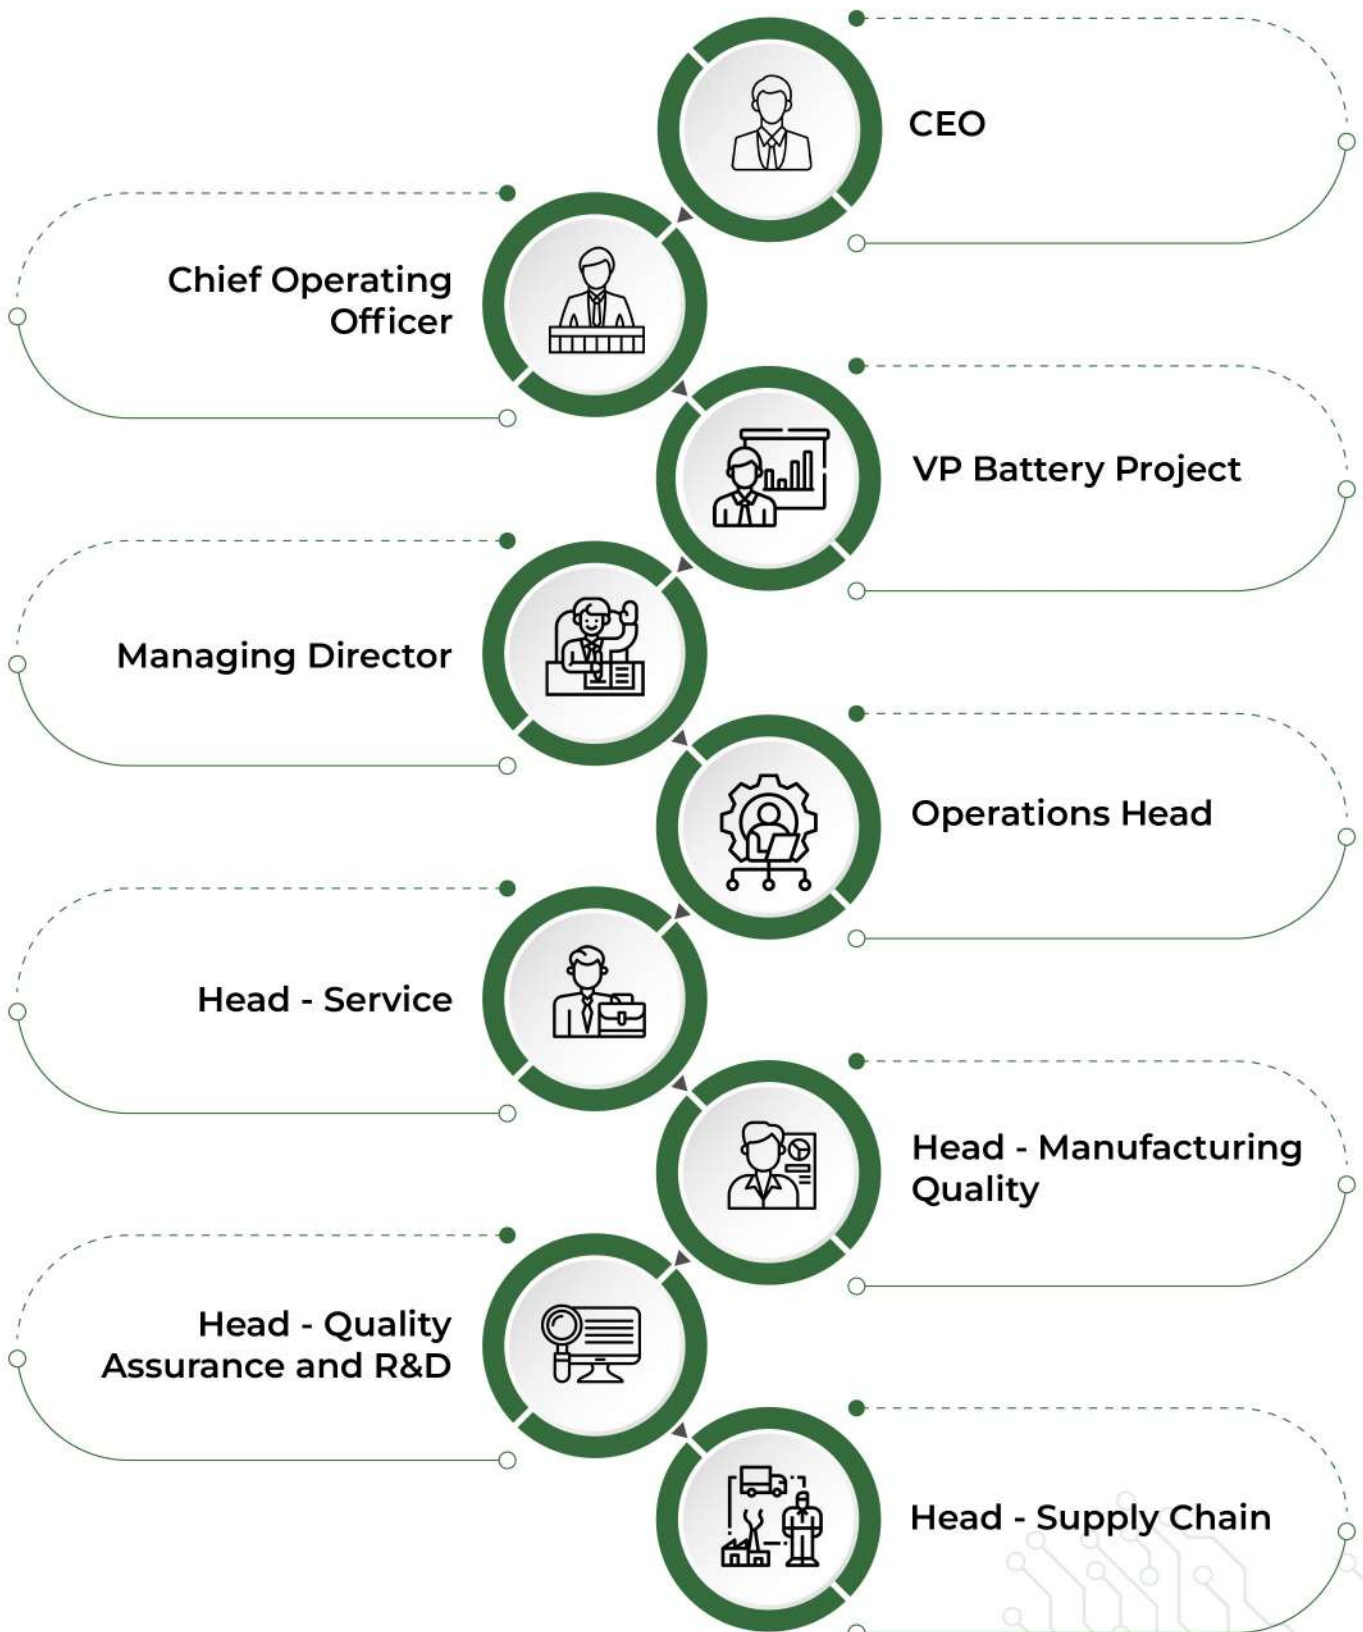 CEO
Chief Operating
Officer
VP Battery Project
Managing Director
Operations Head
Head - Service
Head - Manufacturing
Quality
Head - Quality
Assurance and R&D
Head - Supply Chain